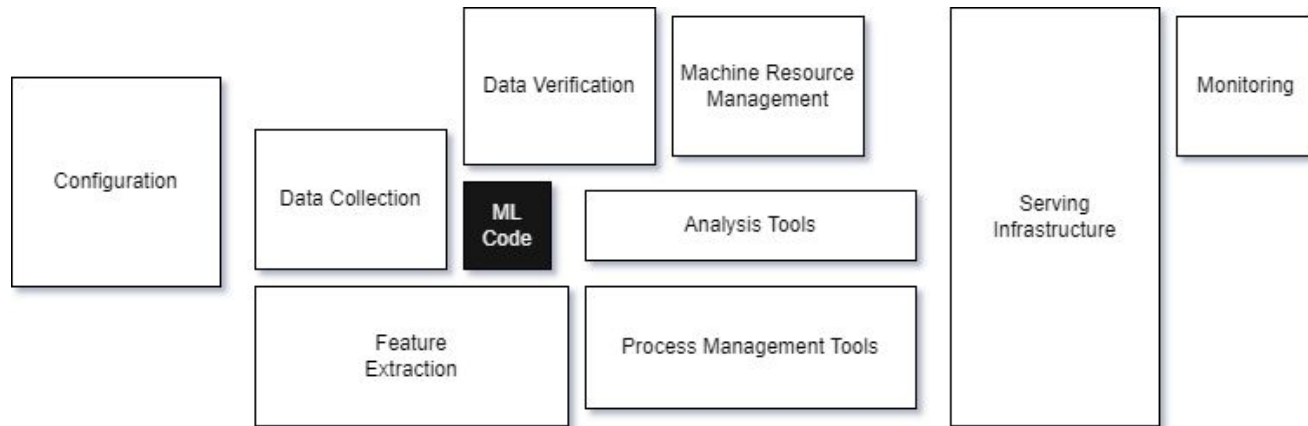 Configuration
Data Collection
Data Verification
Machine Resource
Management
ML
Code
Analysis Tools
Feature
Extraction
Process Management Tools
Serving
Infrastructure
Monitoring